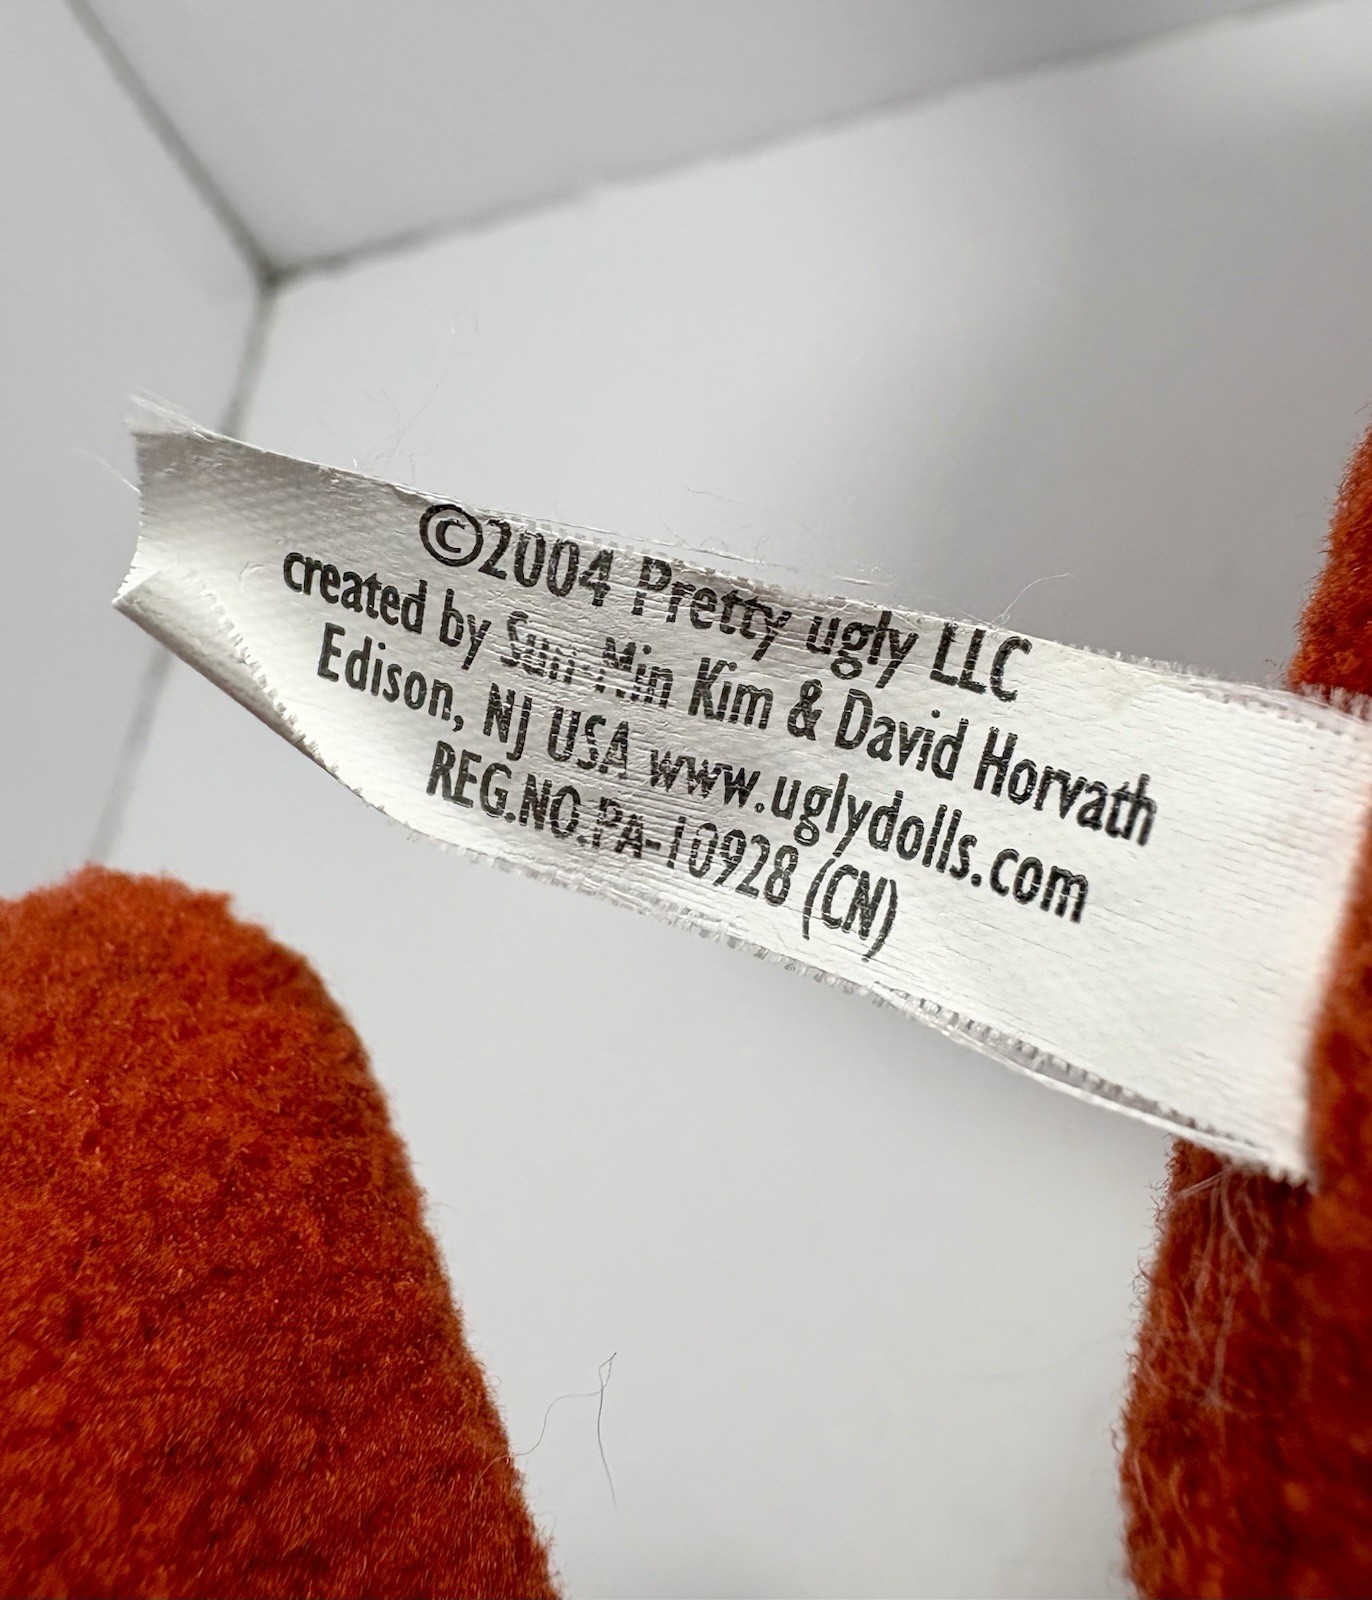 ©2004 Pretty ugly LLC
created by Sun-Min Kim & David Horvath
Edison, NJ USA www.uglydolls.com
REG.NO.PA-10928 (CN)